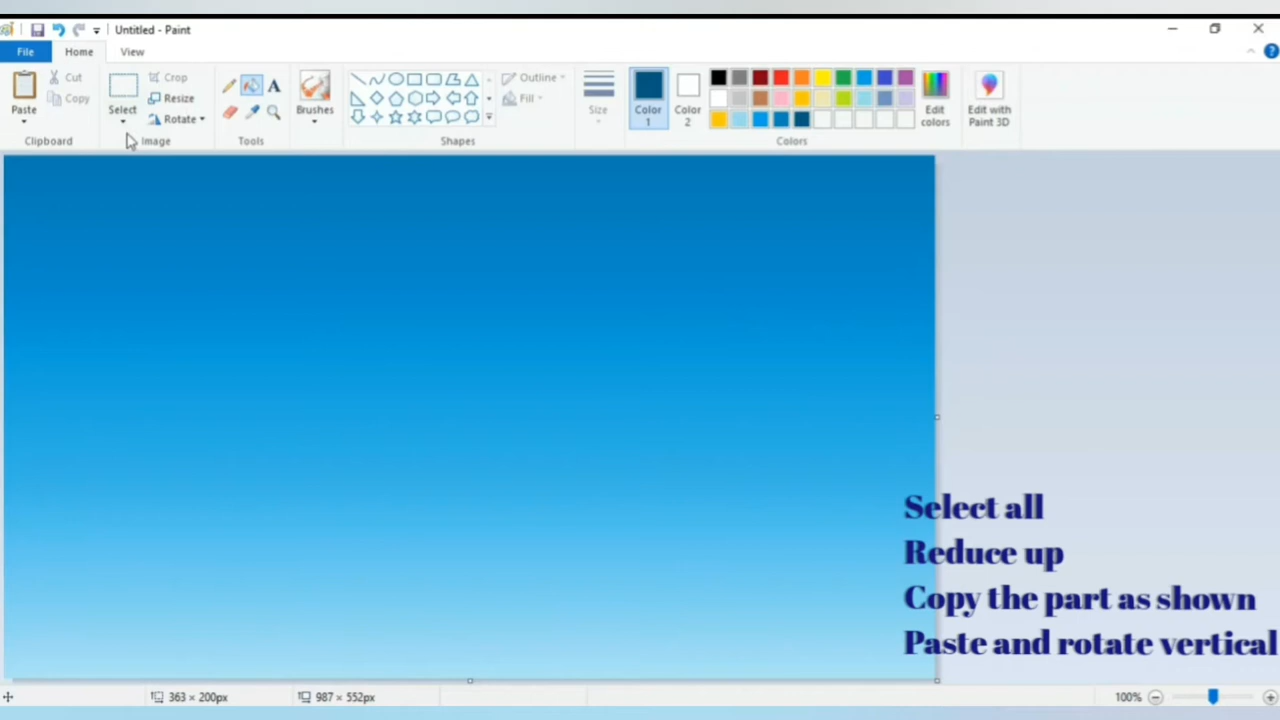 Untitled - Paint
File Home View
Paste Cut Copy Clipboard
Select Crop Resize Rotate Image
Tools
Brushes
Shapes
Outline
Fill
Size
Color 1
Color 2
Edit colors
Colors
Edit with Paint 3D
Select all
Reduce up
Copy the part as shown
Paste and rotate vertical
363 × 200px 987 × 552px 100%